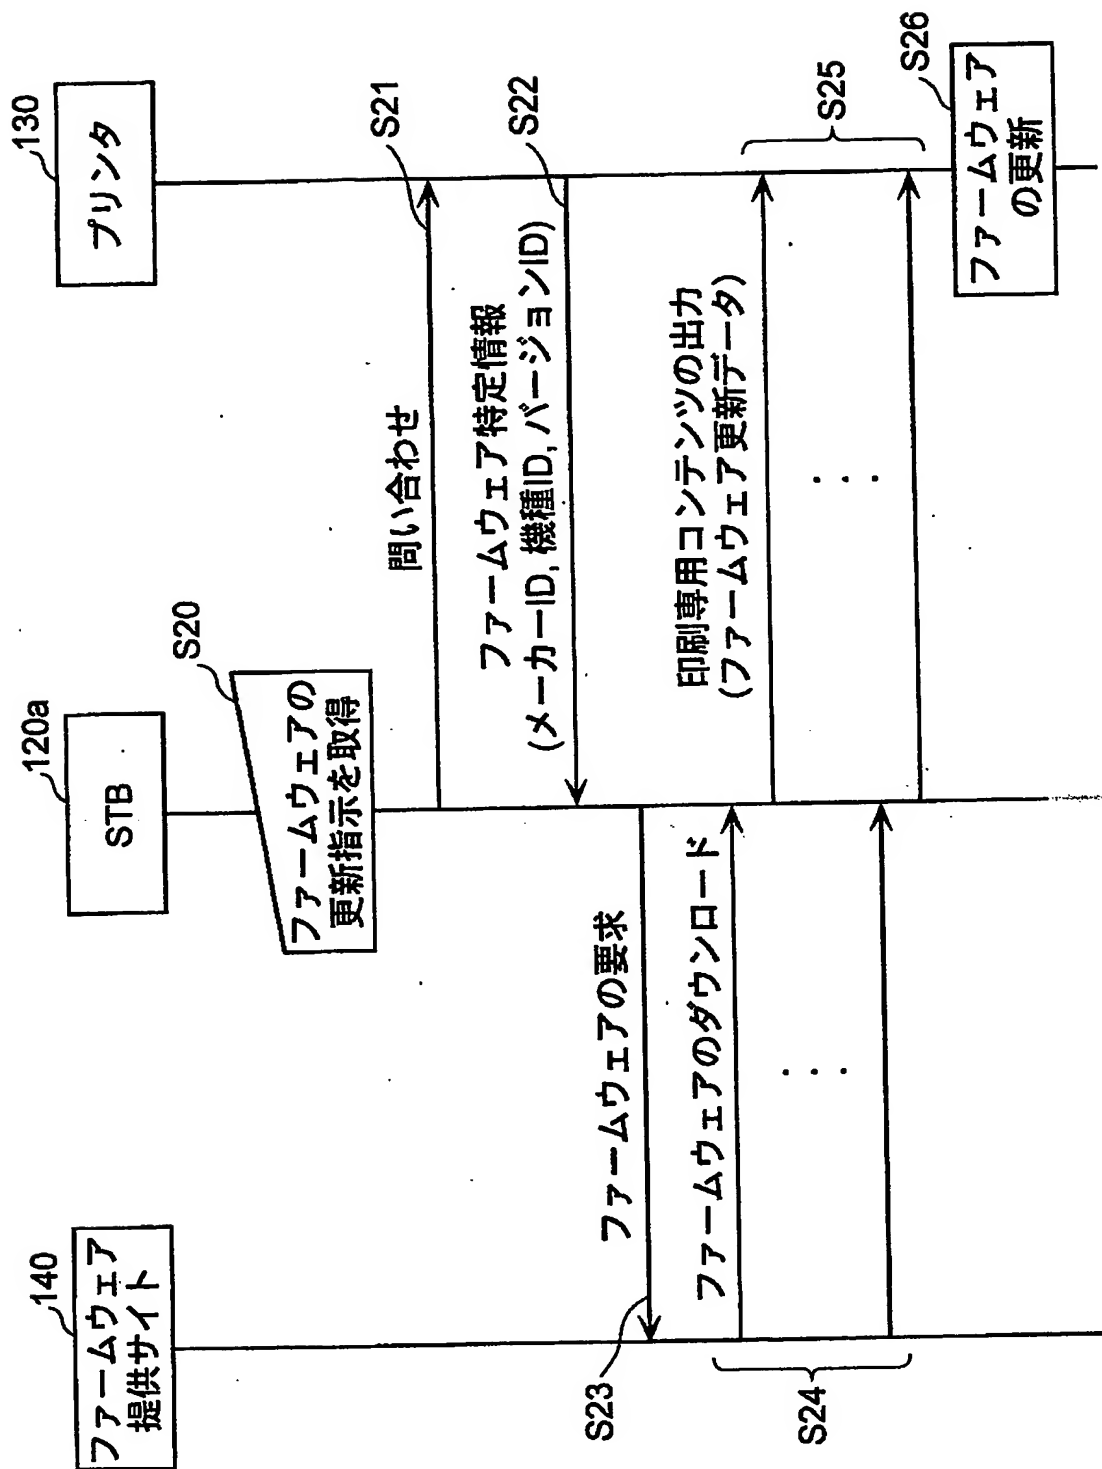 140
ファームウェア
提供サイト
120a
STB
130
プリンタ
S20
ファームウェアの
更新指示を取得
問い合わせ
S21
ファームウェア特定情報
(メーカーID, 機種ID, バージョンID)
S22
ファームウェアの要求
S23
ファームウェアのダウンロード
. . .
S24
印刷専用コンテンツの出力
(ファームウェア更新データ)
. . .
S25
S26
ファームウェア
の更新